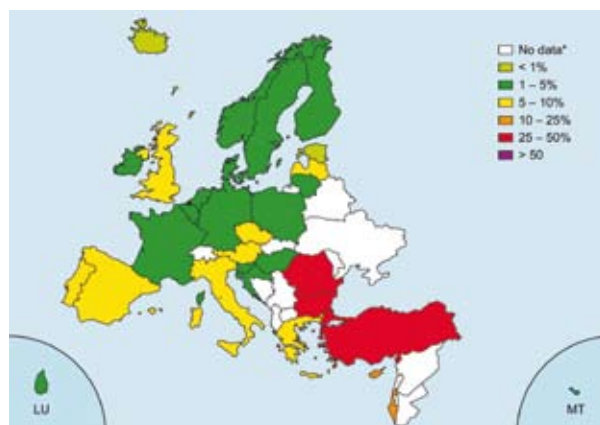 No data*
< 1%
1 – 5%
5 – 10%
10 – 25%
25 – 50%
> 50
LU
MT